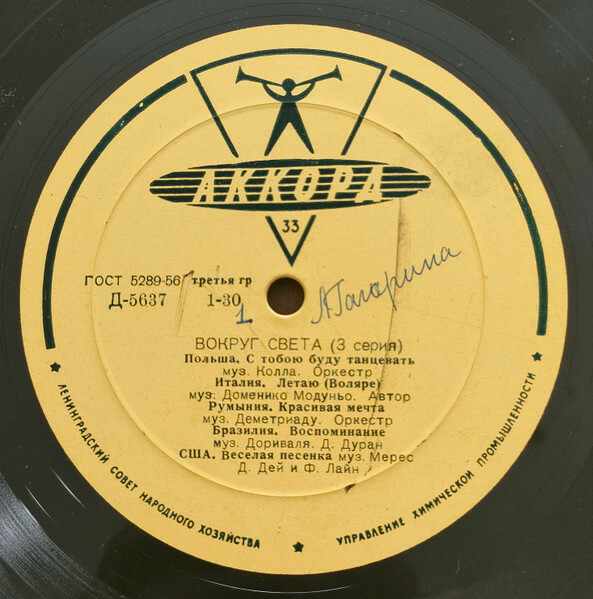 АККОРД
33
ГОСТ 5289-56 третья гр
Д-5637 1-30
1 АГагарина
ВОКРУГ СВЕТА (3 серия)
Польша. С тобою буду танцевать
муз. Колла. Оркестр
Италия. Летаю (Воляре)
муз. Доменико Модуньо. Автор
Румыния. Красивая мечта
муз. Деметриаду. Оркестр
Бразилия. Воспоминание
муз. Дориваля. Д. Дуран
США. Веселая песенка муз. Мерес
Д. Дей и Ф. Лайн
★ ЛЕНИНГРАДСКИЙ СОВЕТ НАРОДНОГО ХОЗЯЙСТВА ★ УПРАВЛЕНИЕ ХИМИЧЕСКОЙ ПРОМЫШЛЕННОСТИ ★